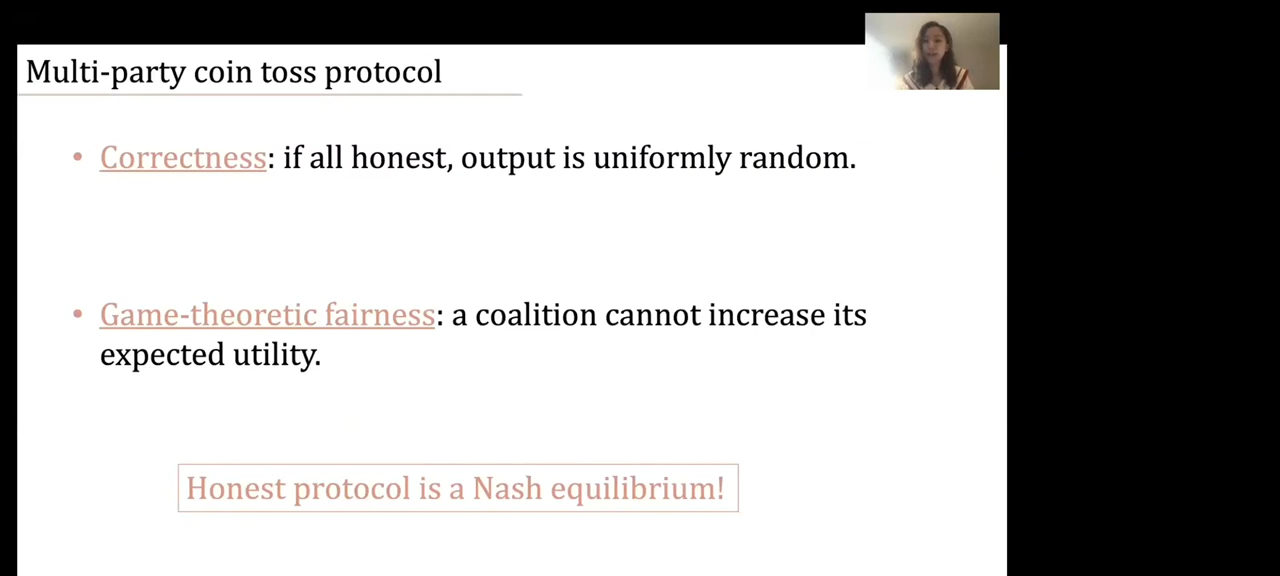 Multi-party coin toss protocol
• Correctness: if all honest, output is uniformly random.
• Game-theoretic fairness: a coalition cannot increase its
expected utility.
Honest protocol is a Nash equilibrium!